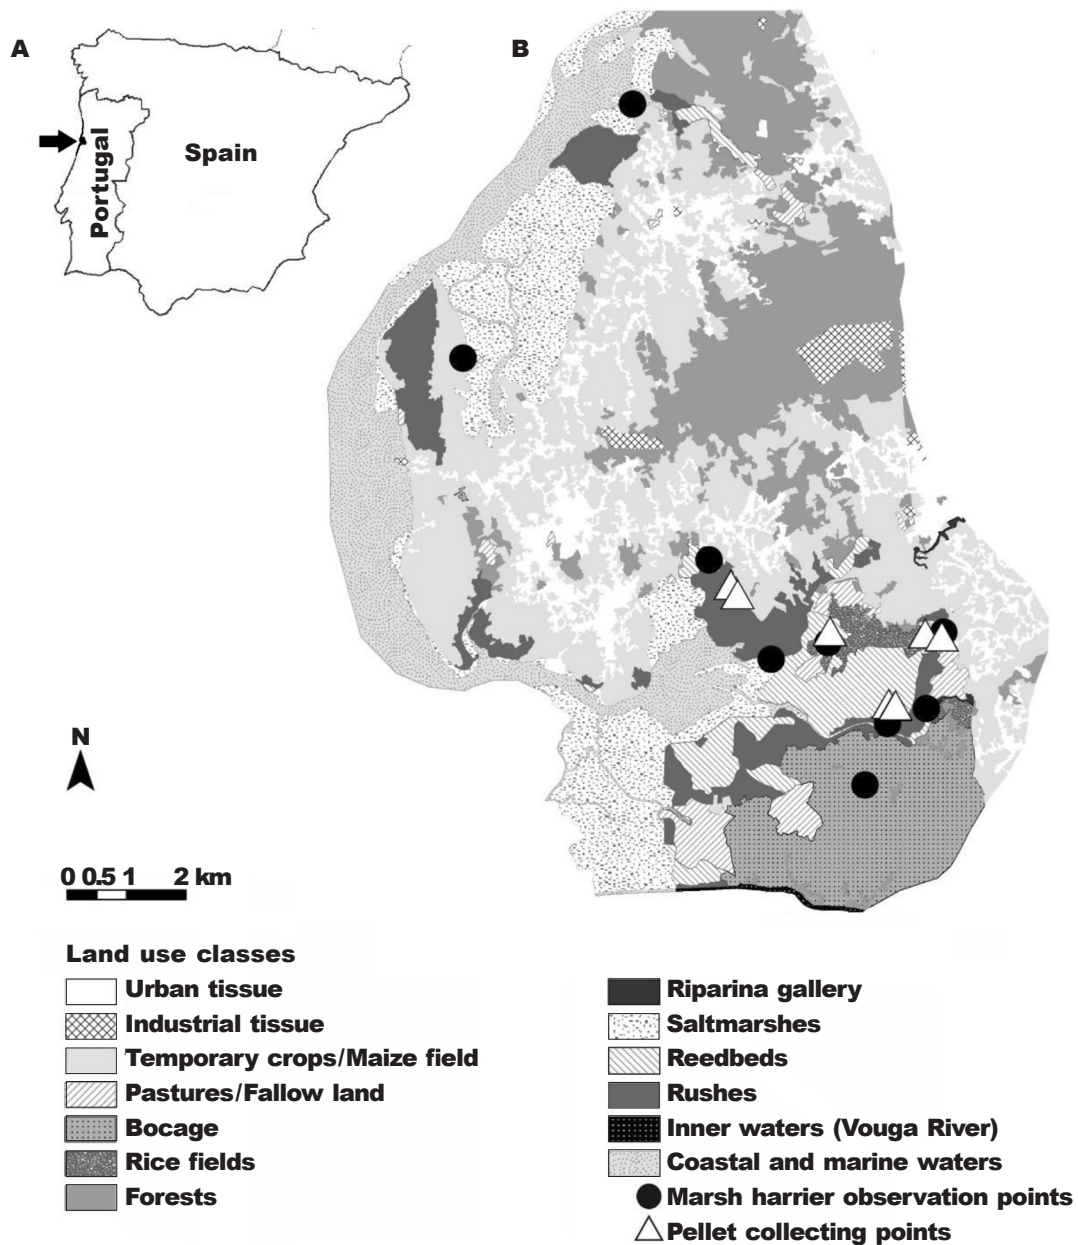 A
B
Spain
Portugal
N
0 0.5 1 2 km
Land use classes
Urban tissue
Industrial tissue
Temporary crops/Maize field
Pastures/Fallow land
Bocage
Rice fields
Forests
Riparina gallery
Saltmarshes
Reedbeds
Rushes
Inner waters (Vouga River)
Coastal and marine waters
Marsh harrier observation points
Pellet collecting points